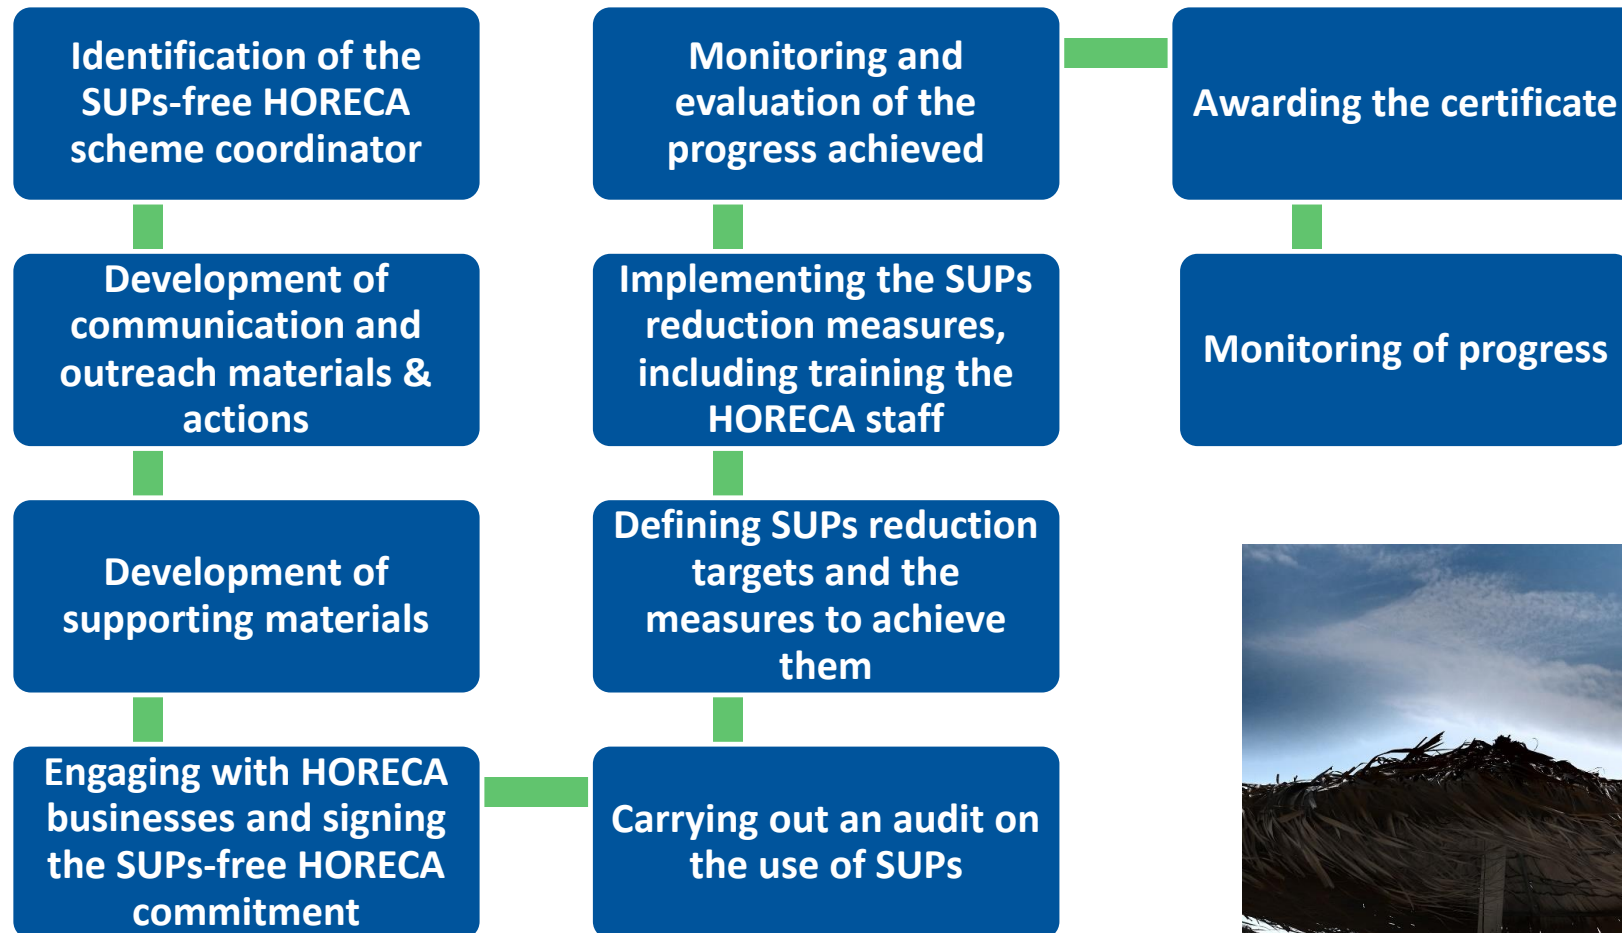 Identification of the
SUPs-free HORECA
scheme coordinator
Development of
communication and
outreach materials &
actions
Development of
supporting materials
Engaging with HORECA
businesses and signing
the SUPs-free HORECA
commitment
Carrying out an audit on
the use of SUPs
Defining SUPs reduction
targets and the
measures to achieve
them
Implementing the SUPs
reduction measures,
including training the
HORECA staff
Monitoring and
evaluation of the
progress achieved
Awarding the certificate
Monitoring of progress